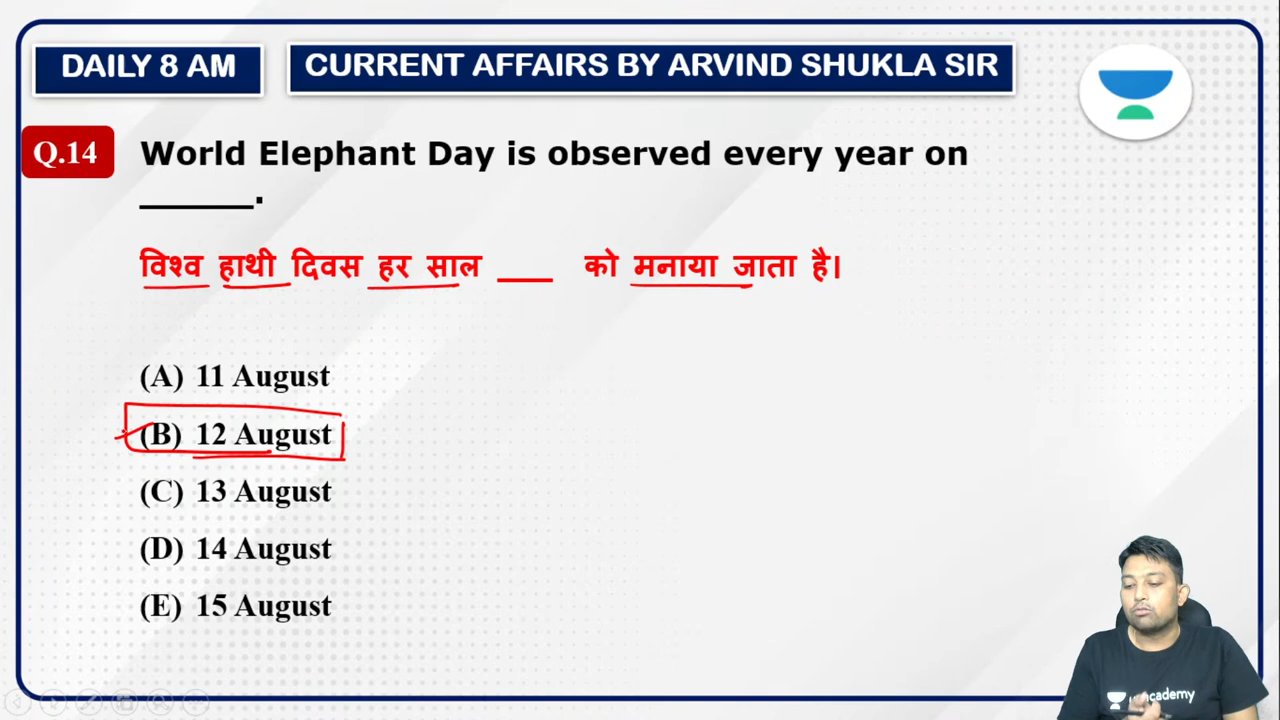 DAILY 8 AM
CURRENT AFFAIRS BY ARVIND SHUKLA SIR
Q.14
World Elephant Day is observed every year on
______.
विश्व हाथी दिवस हर साल ___ को मनाया जाता है।
(A) 11 August
(B) 12 August
(C) 13 August
(D) 14 August
(E) 15 August